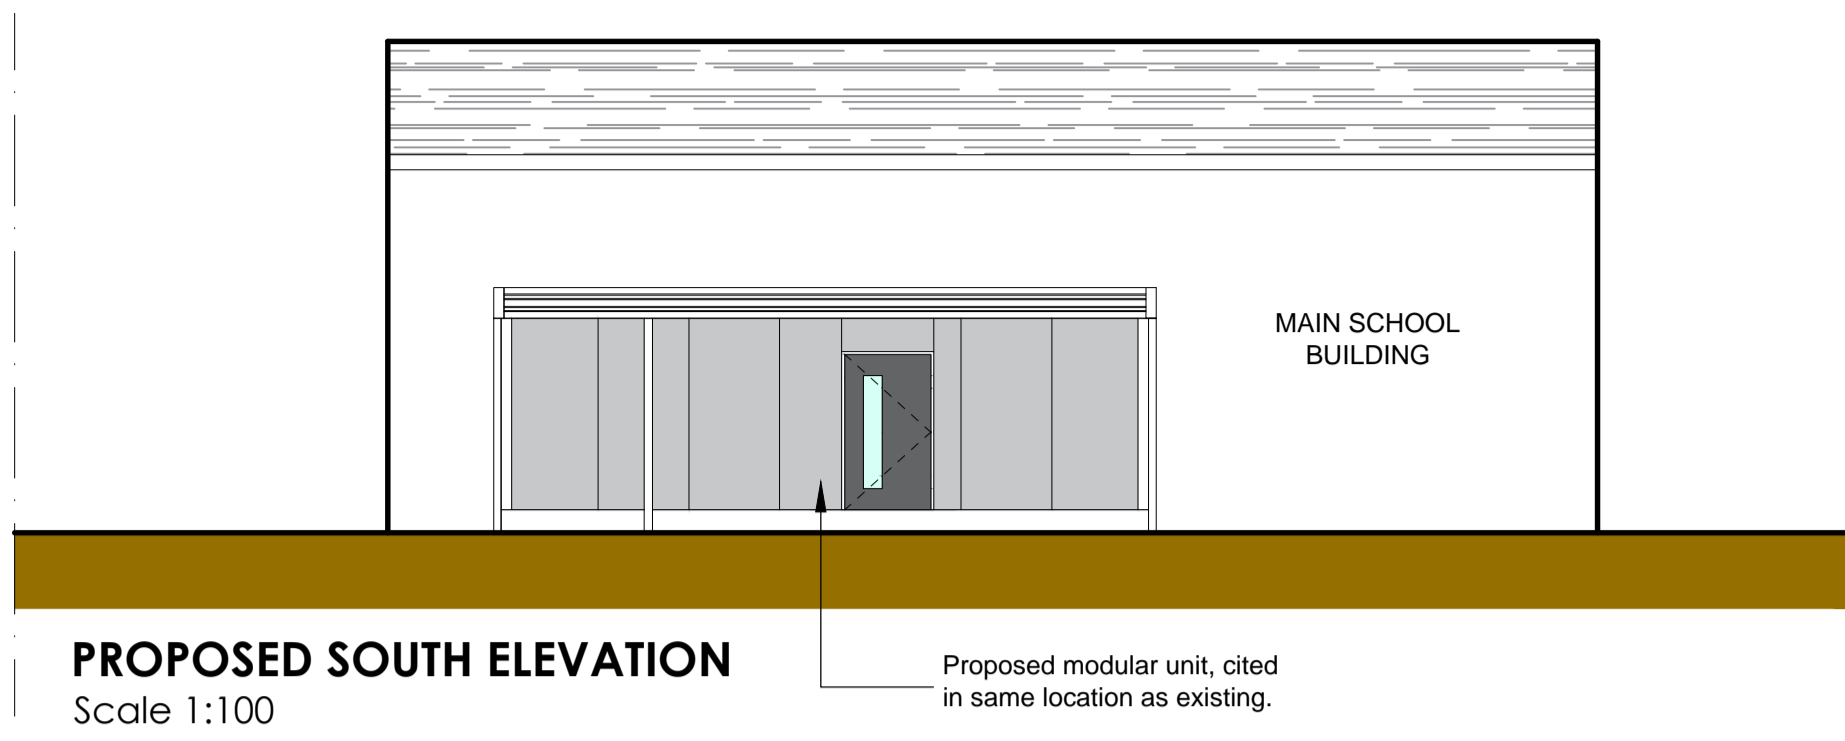 MAIN SCHOOL
BUILDING
PROPOSED SOUTH ELEVATION
Scale 1:100
Proposed modular unit, cited
in same location as existing.